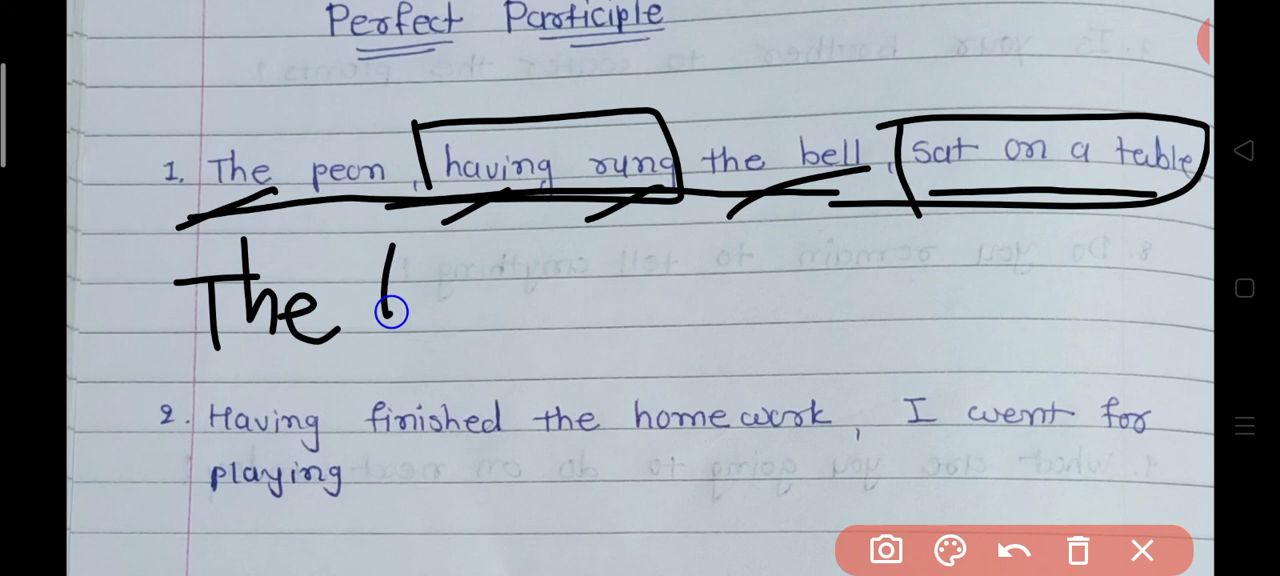 Perfect Participle
1. The peon, having rung the bell, sat on a table
The
2. Having finished the homework, I went for
playing